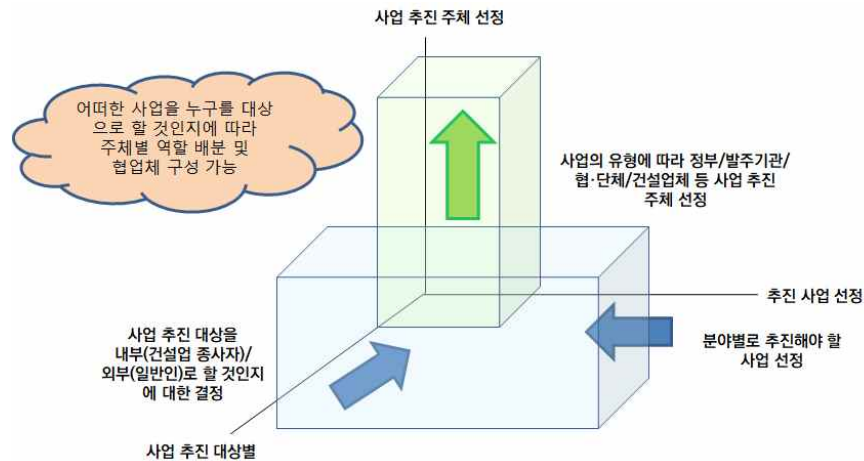 사업 추진 주체 선정
어떠한 사업을 누구를 대상
으로 할 것인지에 따라
주체별 역할 배분 및
협업체 구성 가능
사업의 유형에 따라 정부/발주기관/
협·단체/건설업체 등 사업 추진
주체 선정
추진 사업 선정
분야별로 추진해야 할
사업 선정
사업 추진 대상을
내부(건설업 종사자)/
외부(일반인)로 할 것인지
에 대한 결정
사업 추진 대상별